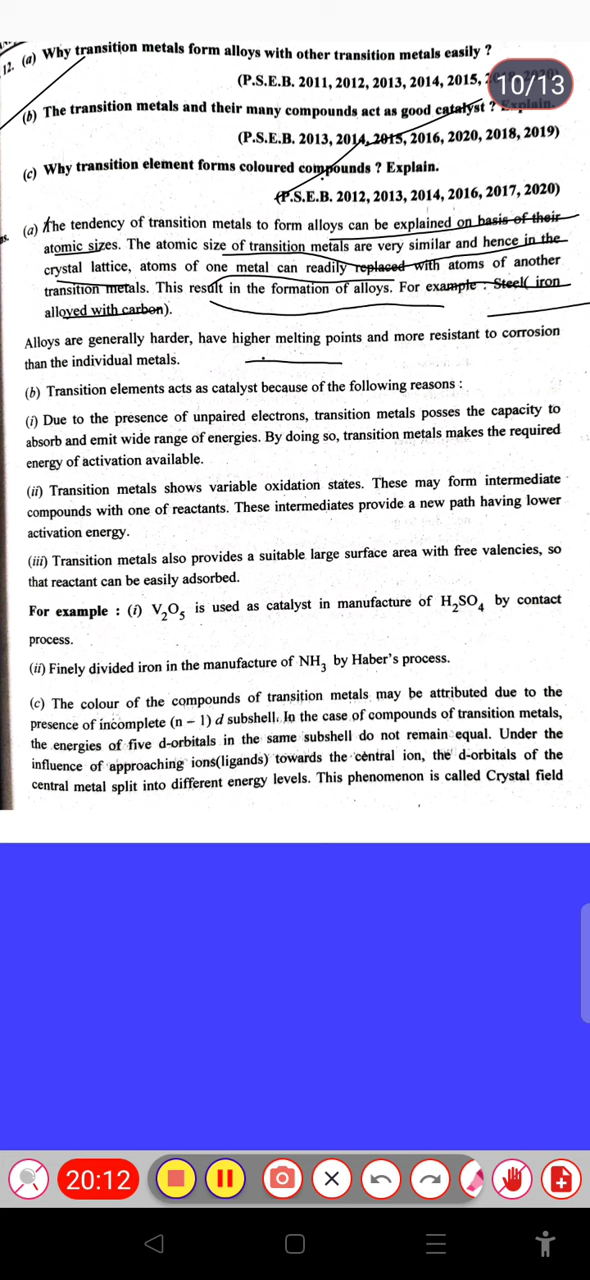 12. (a) Why transition metals form alloys with other transition metals easily ?
10/13
(P.S.E.B. 2011, 2012, 2013, 2014, 2015,
(b) The transition metals and their many compounds act as good catalyst ? Explain.
(P.S.E.B. 2013, 2014, 2015, 2016, 2020, 2018, 2019)
(c) Why transition element forms coloured compounds ? Explain.
(P.S.E.B. 2012, 2013, 2014, 2016, 2017, 2020)
(a) The tendency of transition metals to form alloys can be explained on basis of their
atomic sizes. The atomic size of transition metals are very similar and hence in the
crystal lattice, atoms of one metal can readily replaced with atoms of another
transition metals. This result in the formation of alloys. For example : Steel( iron
alloyed with carbon).
Alloys are generally harder, have higher melting points and more resistant to corrosion
than the individual metals.
(b) Transition elements acts as catalyst because of the following reasons :
(i) Due to the presence of unpaired electrons, transition metals posses the capacity to
absorb and emit wide range of energies. By doing so, transition metals makes the required
energy of activation available.
(ii) Transition metals shows variable oxidation states. These may form intermediate
compounds with one of reactants. These intermediates provide a new path having lower
activation energy.
(iii) Transition metals also provides a suitable large surface area with free valencies, so
that reactant can be easily adsorbed.
For example : (i) V₂O₅ is used as catalyst in manufacture of H₂SO₄ by contact
process.
(ii) Finely divided iron in the manufacture of NH₃ by Haber's process.
(c) The colour of the compounds of transition metals may be attributed due to the
presence of incomplete (n – 1) d subshell. In the case of compounds of transition metals,
the energies of five d-orbitals in the same subshell do not remain equal. Under the
influence of approaching ions(ligands) towards the central ion, the d-orbitals of the
central metal split into different energy levels. This phenomenon is called Crystal field
20:12